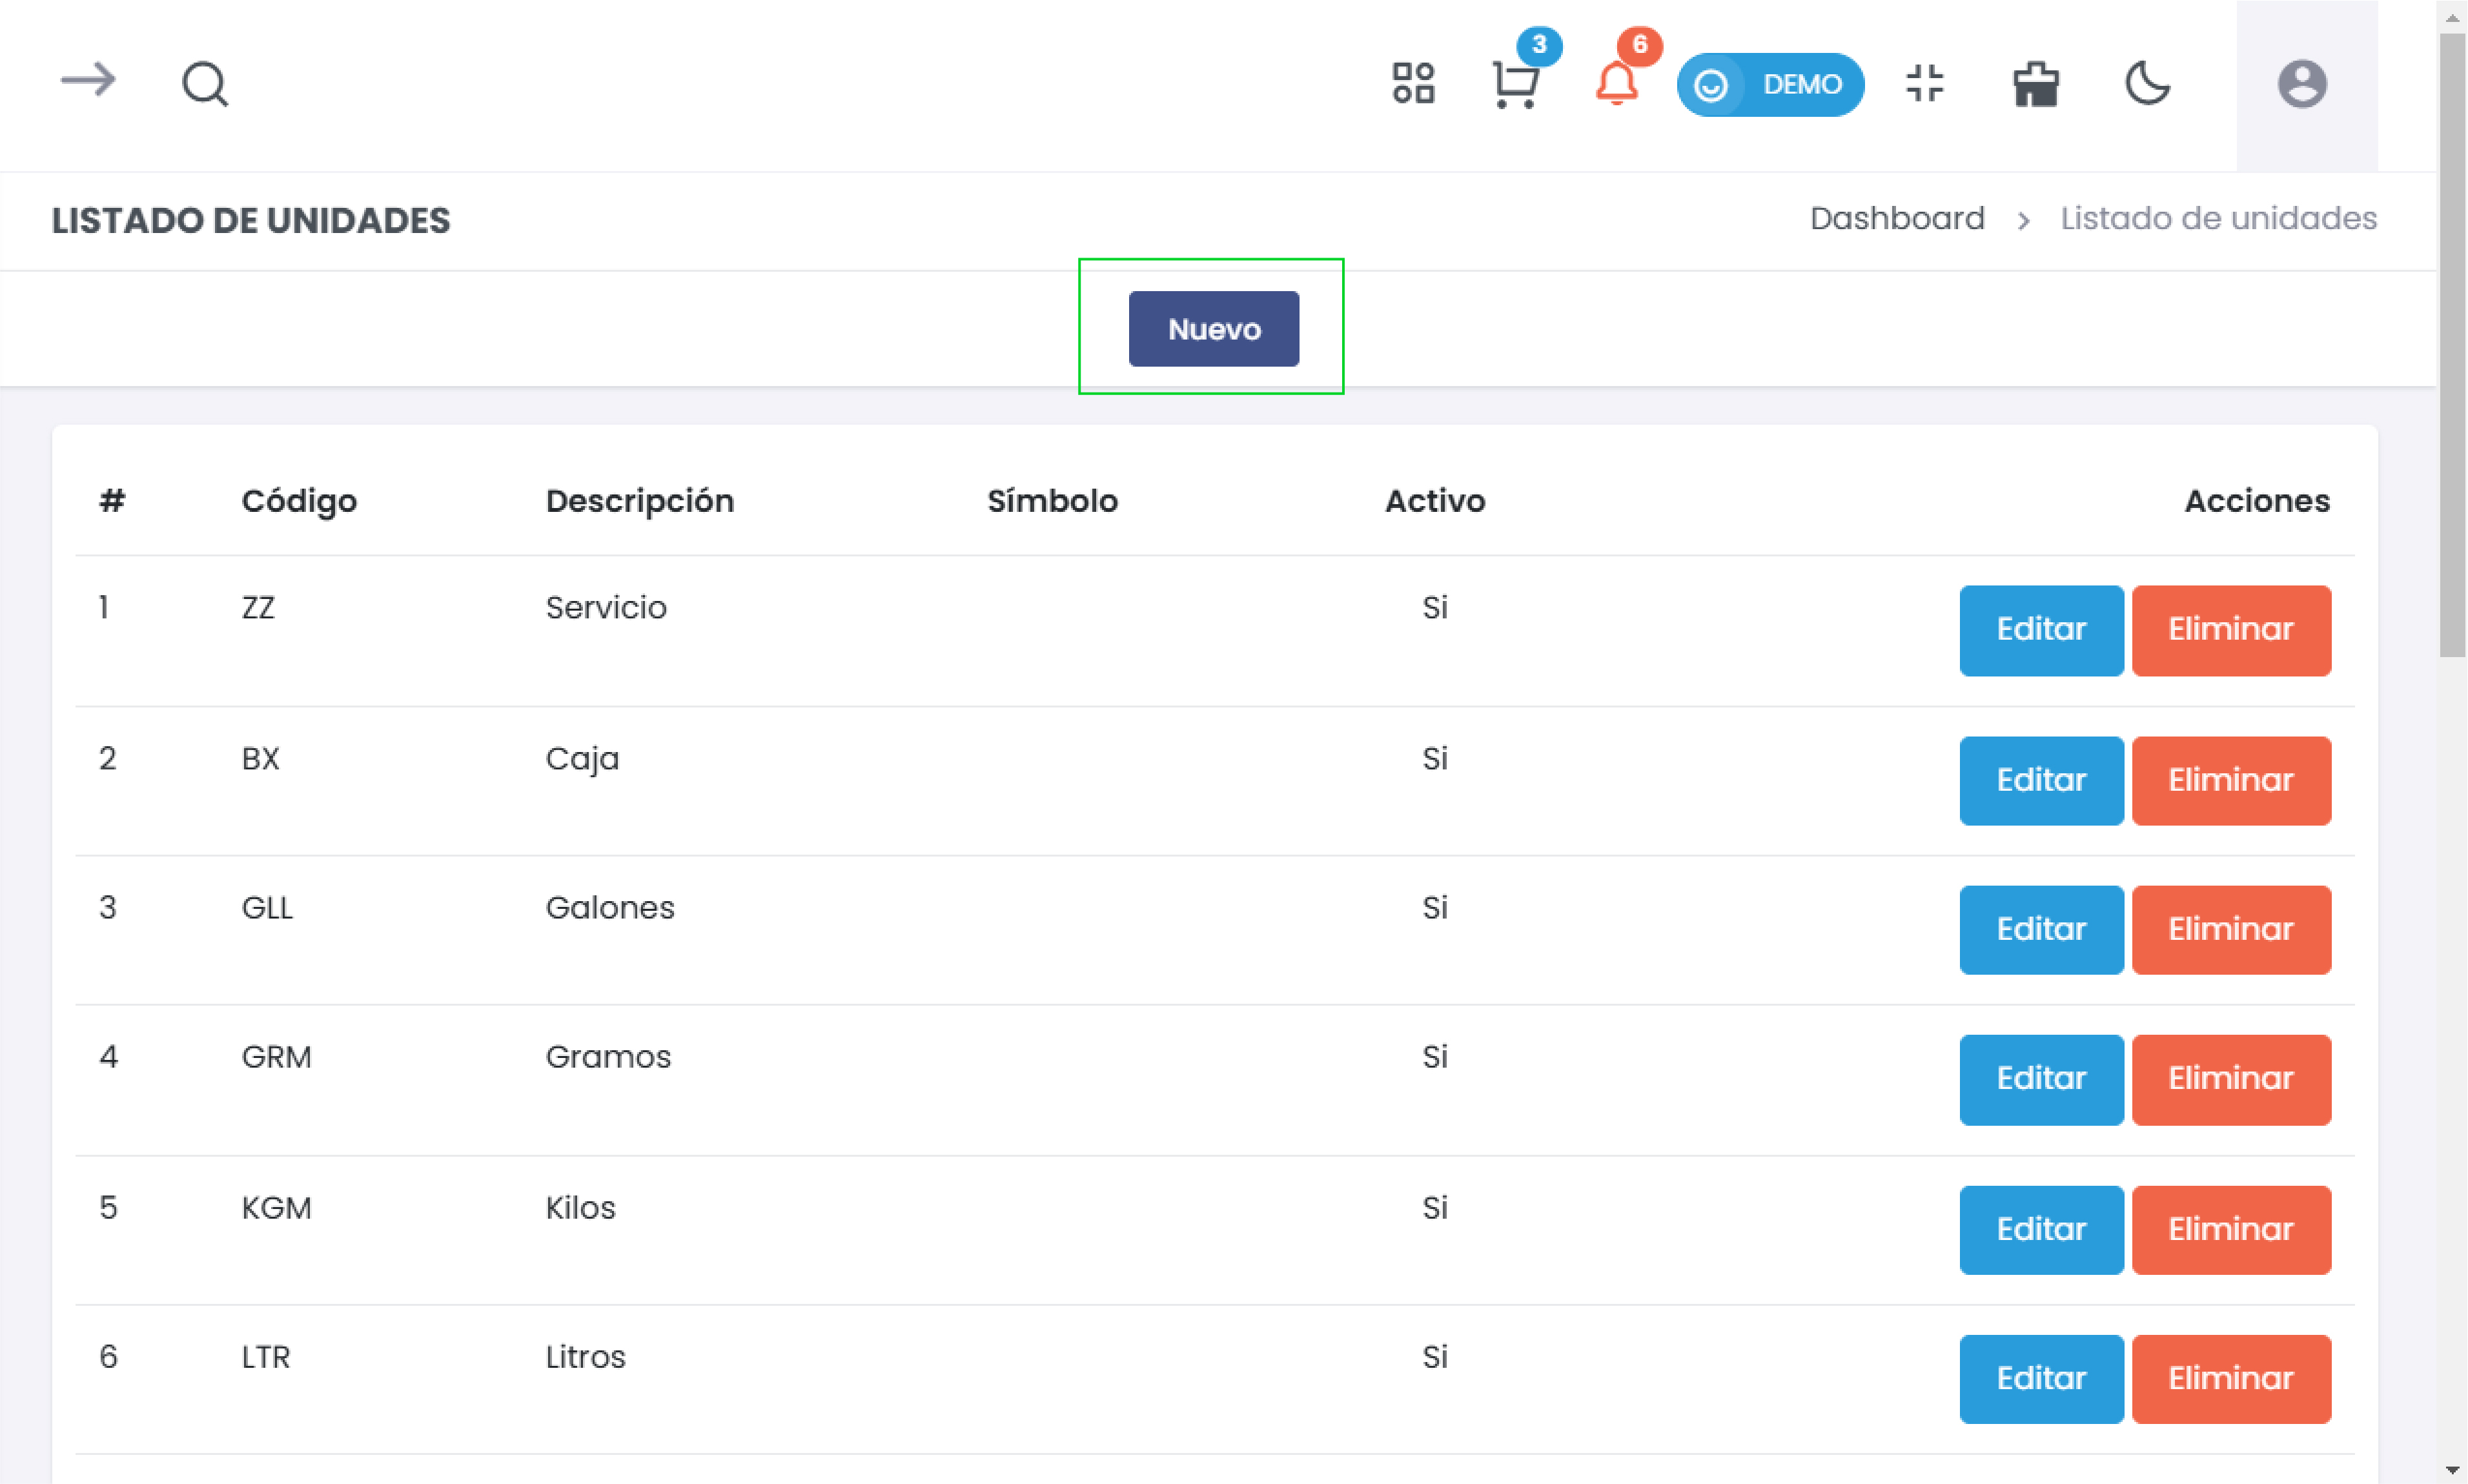 3 6
DEMO
LISTADO DE UNIDADES Dashboard > Listado de unidades
Nuevo
# Código Descripción Símbolo Activo Acciones
1 ZZ Servicio Si Editar Eliminar
2 BX Caja Si Editar Eliminar
3 GLL Galones Si Editar Eliminar
4 GRM Gramos Si Editar Eliminar
5 KGM Kilos Si Editar Eliminar
6 LTR Litros Si Editar Eliminar